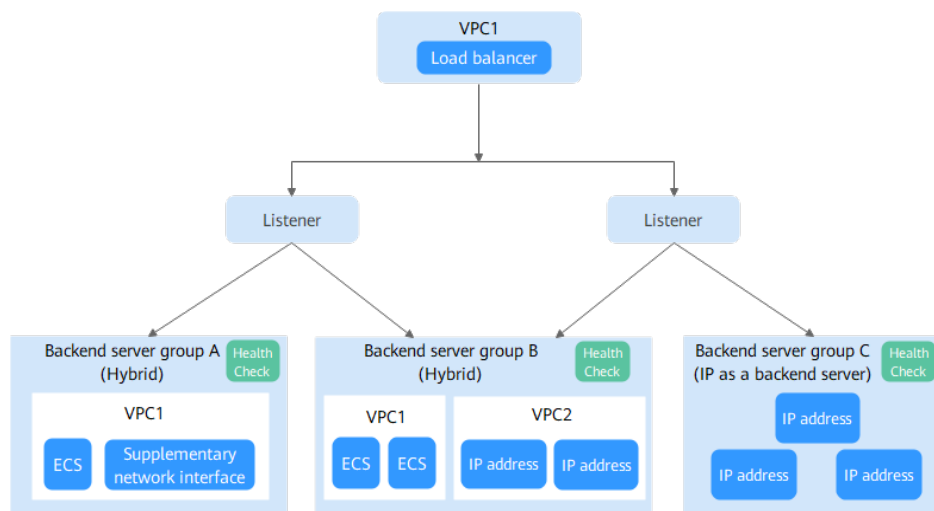 VPC1
Load balancer
Listener
Listener
Backend server group A
(Hybrid)
Health
Check
VPC1
ECS
Supplementary
network interface
Backend server group B
(Hybrid)
Health
Check
VPC1
ECS
ECS
VPC2
IP address
IP address
Backend server group C
(IP as a backend server)
Health
Check
IP address
IP address
IP address